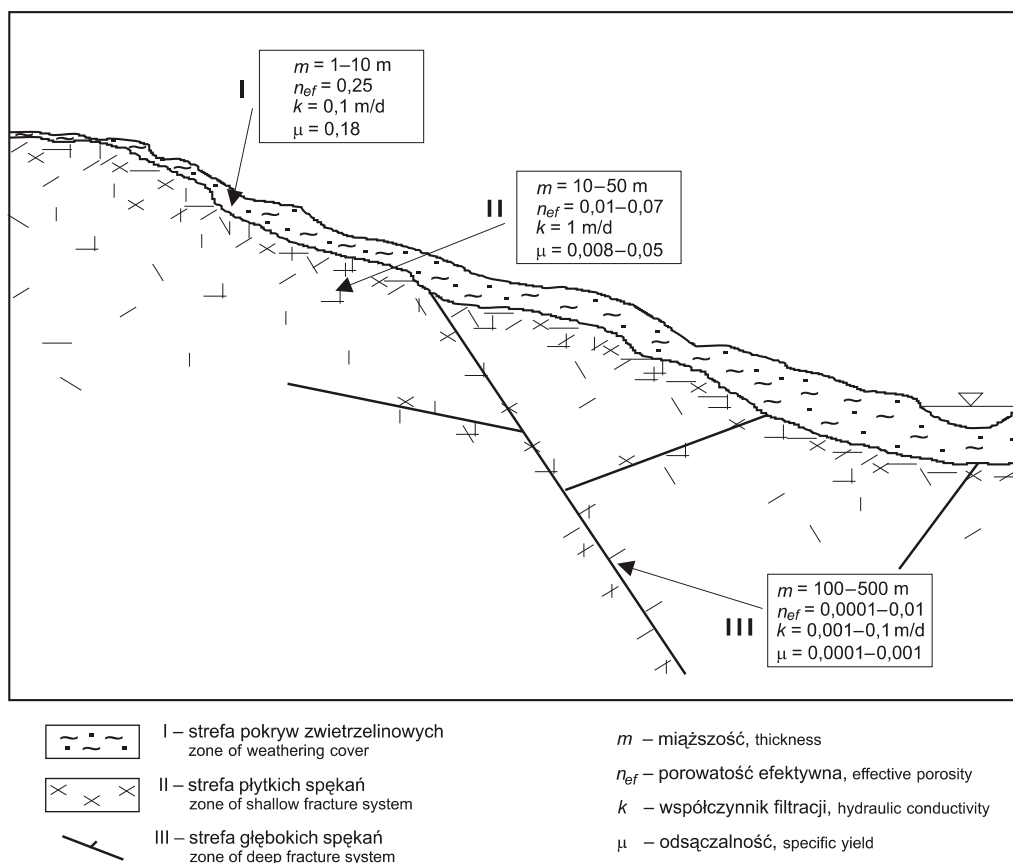 I
m = 1–10 m
nef = 0,25
k = 0,1 m/d
μ = 0,18
II
m = 10–50 m
nef = 0,01–0,07
k = 1 m/d
μ = 0,008–0,05
III
m = 100–500 m
nef = 0,0001–0,01
k = 0,001–0,1 m/d
μ = 0,0001–0,001
I – strefa pokryw zwietrzelinowych
zone of weathering cover
II – strefa płytkich spękań
zone of shallow fracture system
III – strefa głębokich spękań
zone of deep fracture system
m – miąższość, thickness
nef – porowatość efektywna, effective porosity
k – współczynnik filtracji, hydraulic conductivity
μ – odsączalność, specific yield